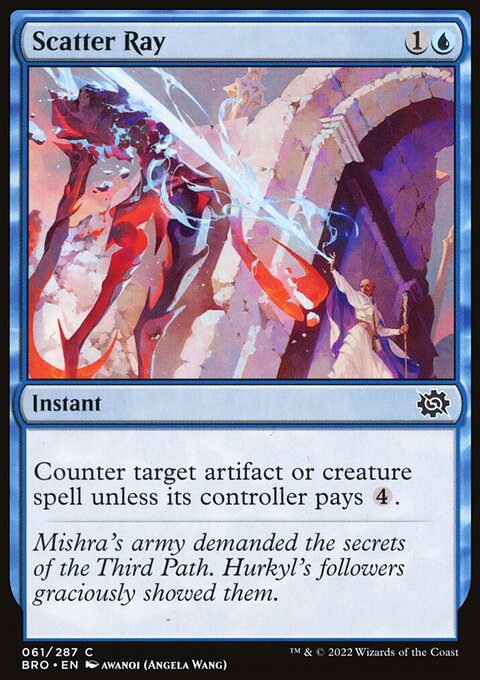 Scatter Ray 1
Instant
Counter target artifact or creature
spell unless its controller pays 4.
Mishra's army demanded the secrets
of the Third Path. Hurkyl's followers
graciously showed them.
061/287 C
BRO • EN AWANQI (ANGELA WANG)
™ & © 2022 Wizards of the Coast